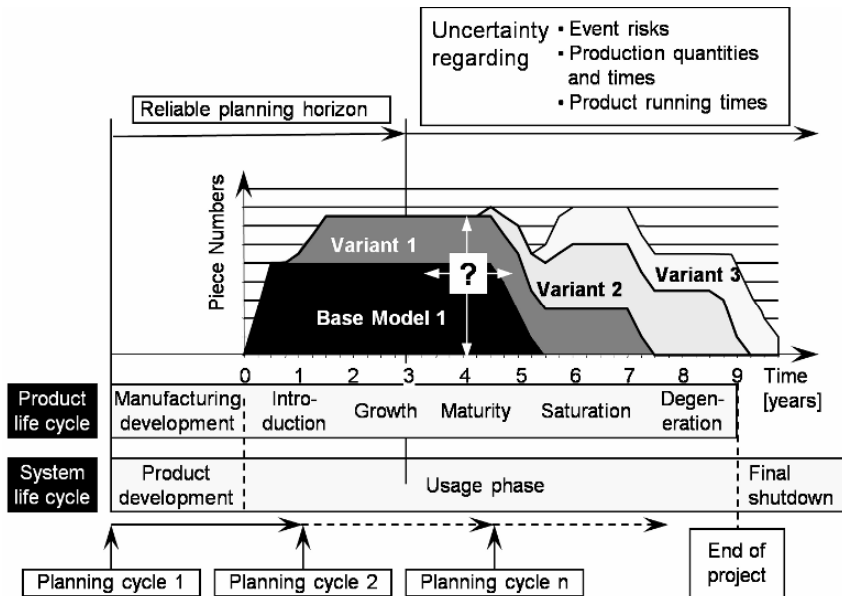 Uncertainty
regarding
▪ Event risks
▪ Production quantities
and times
▪ Product running times
Reliable planning horizon
Piece Numbers
Variant 1
?
Base Model 1
Variant 2
Variant 3
0 1 2 3 4 5 6 7 8 9 Time
[years]
Product
life cycle
Manufacturing
development
Intro-
duction
Growth
Maturity
Saturation
Degen-
eration
System
life cycle
Product
development
Usage phase
Final
shutdown
Planning cycle 1
Planning cycle 2
Planning cycle n
End of
project